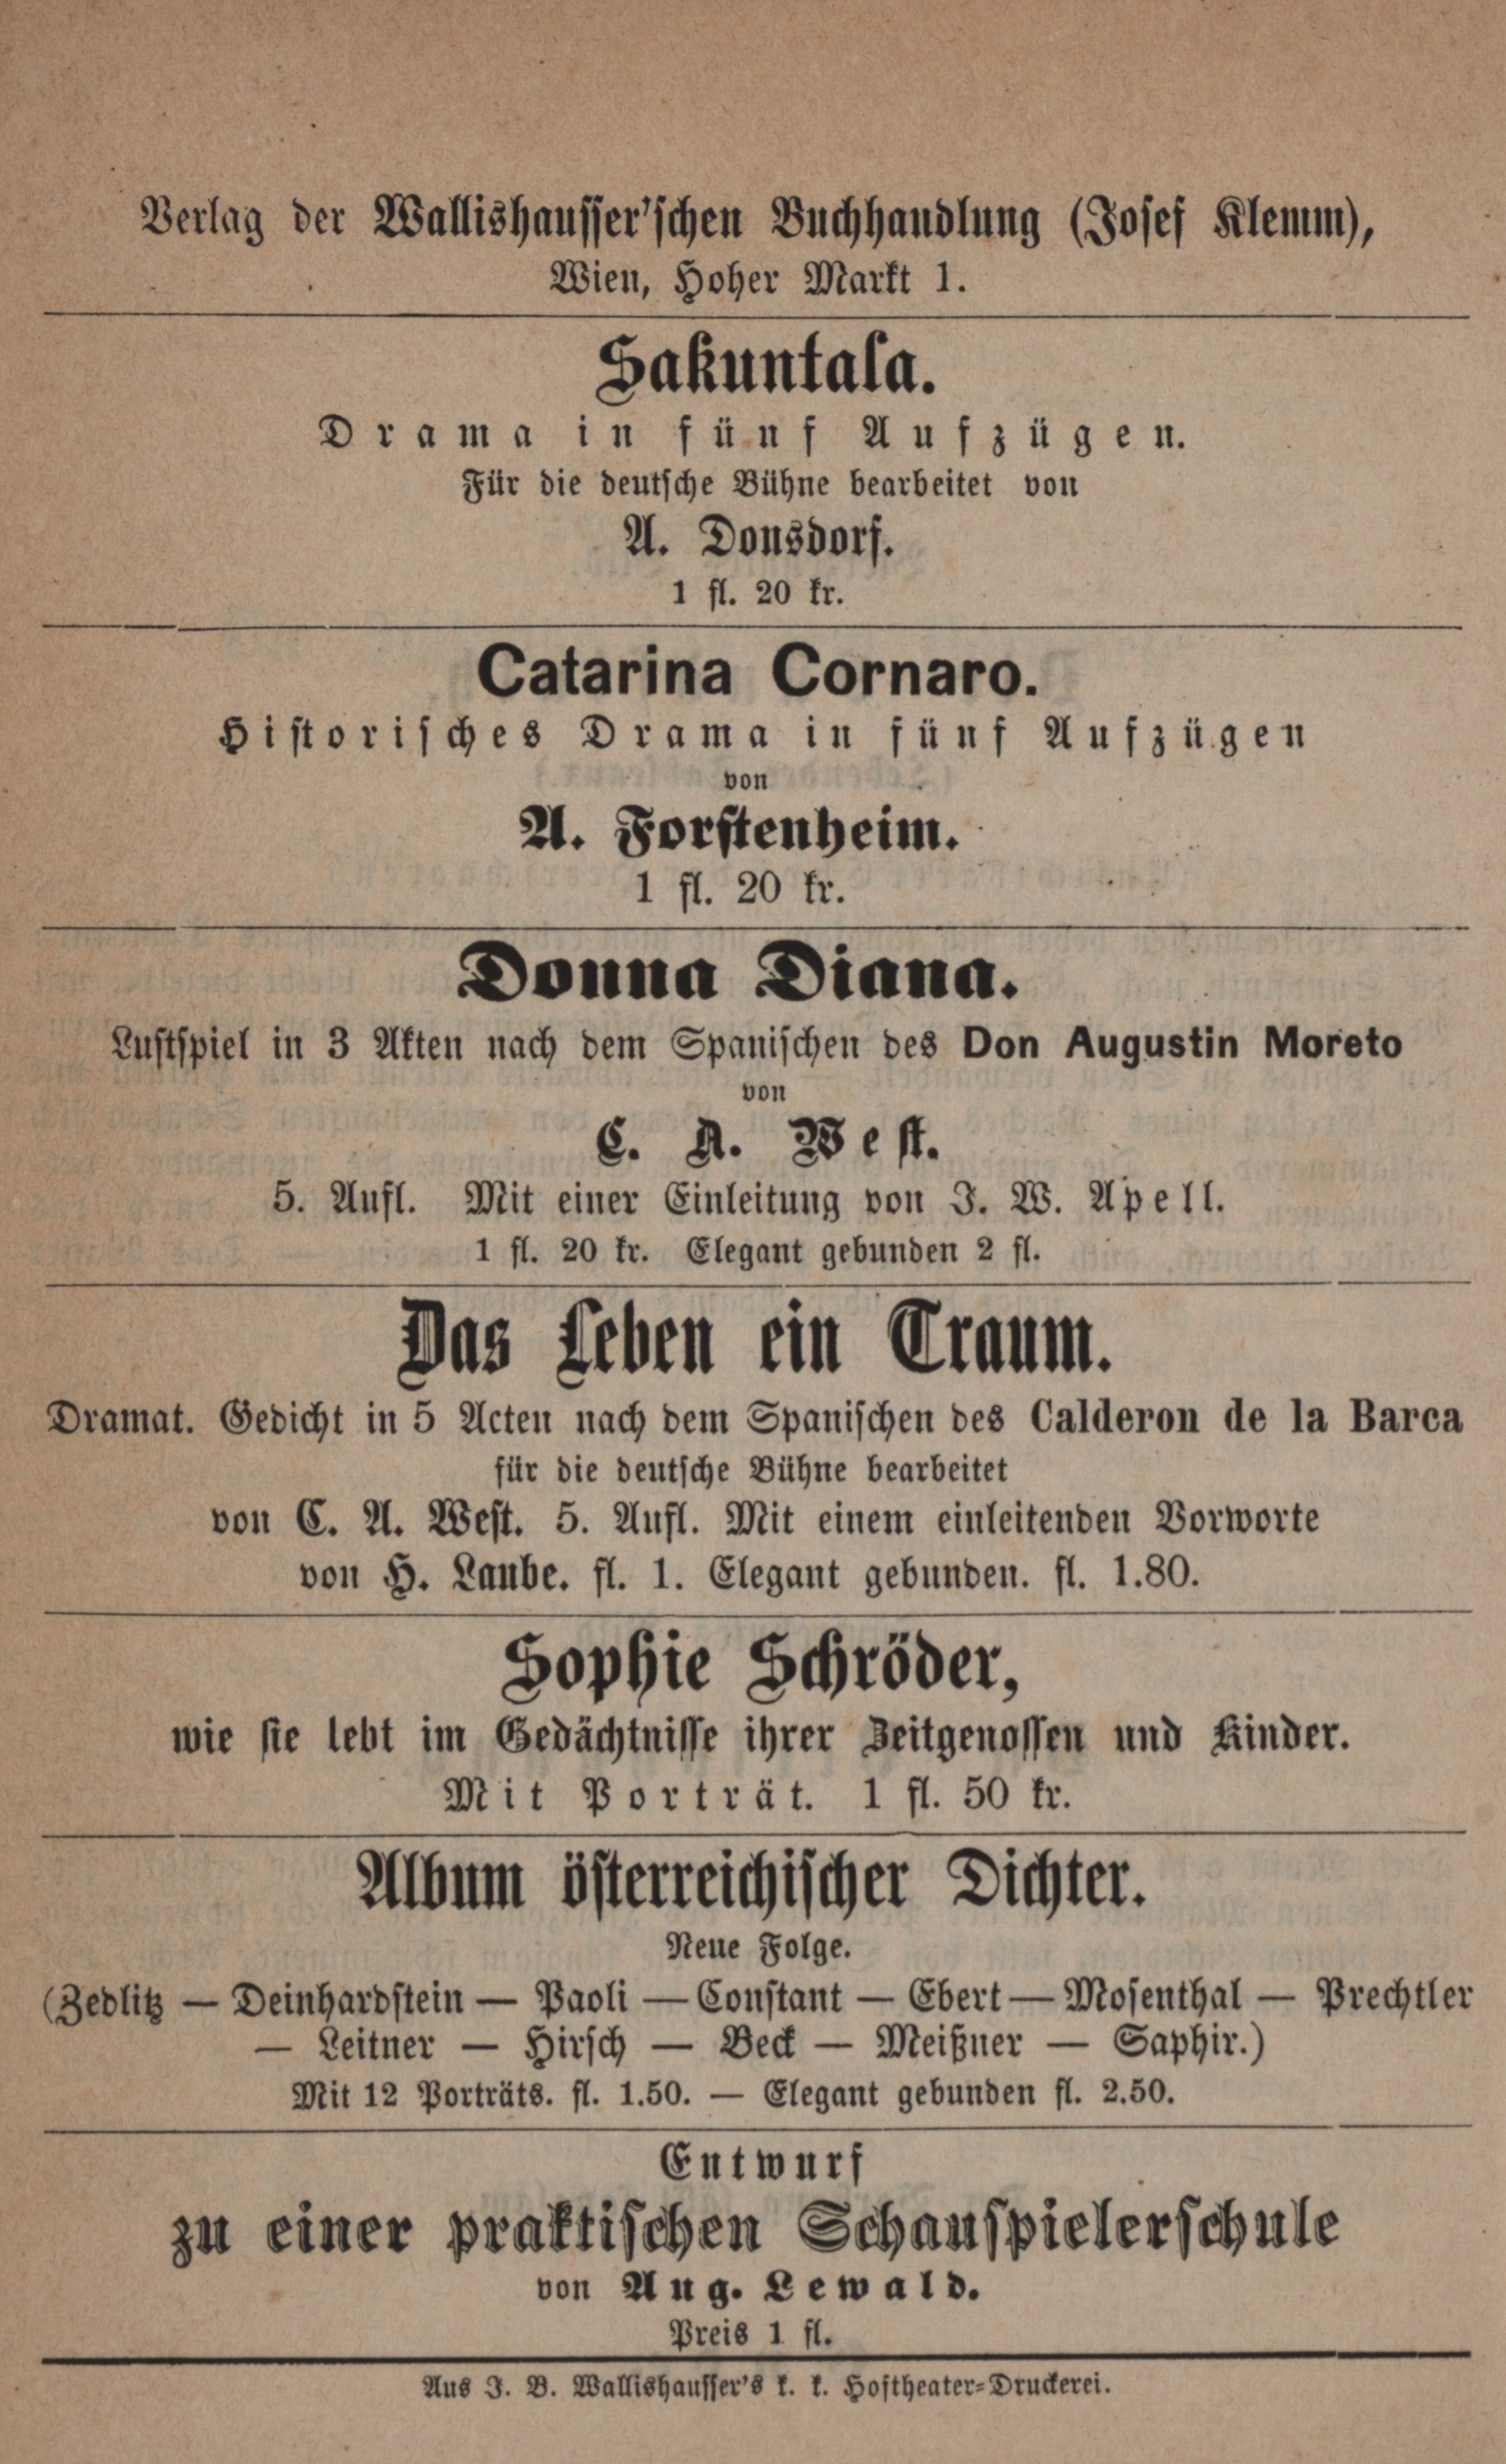 Verlag der Wallishausser'schen Buchhandlung (Josef Klemm),
Wien, Hoher Markt 1.
Sakuntala.
Drama in fünf Aufzügen.
Für die deutsche Bühne bearbeitet von
A. Donsdorf.
1 fl. 20 kr.
Catarina Cornaro.
Historisches Drama in fünf Aufzügen
von
A. Forstenheim.
1 fl. 20 kr.
Donna Diana.
Lustspiel in 3 Akten nach dem Spanischen des Don Augustin Moreto
von
C. A. West.
5. Aufl. Mit einer Einleitung von J. W. Apell.
1 fl. 20 kr. Elegant gebunden 2 fl.
Das Leben ein Traum.
Dramat. Gedicht in 5 Acten nach dem Spanischen des Calderon de la Barca
für die deutsche Bühne bearbeitet
von C. A. West. 5. Aufl. Mit einem einleitenden Vorworte
von H. Laube. fl. 1. Elegant gebunden. fl. 1.80.
Sophie Schröder,
wie sie lebt im Gedächtnisse ihrer Zeitgenossen und Kinder.
Mit Porträt. 1 fl. 50 kr.
Album österreichischer Dichter.
Neue Folge.
(Zedlitz — Deinhardstein — Paoli — Constant — Ebert — Mosenthal — Prechtler
— Leitner — Hirsch — Beck — Meißner — Saphir.)
Mit 12 Porträts. fl. 1.50. — Elegant gebunden fl. 2.50.
Entwurf
zu einer praktischen Schauspielerschule
von Aug. Lewald.
Preis 1 fl.
Aus J. B. Wallishausser's k. k. Hoftheater-Druckerei.